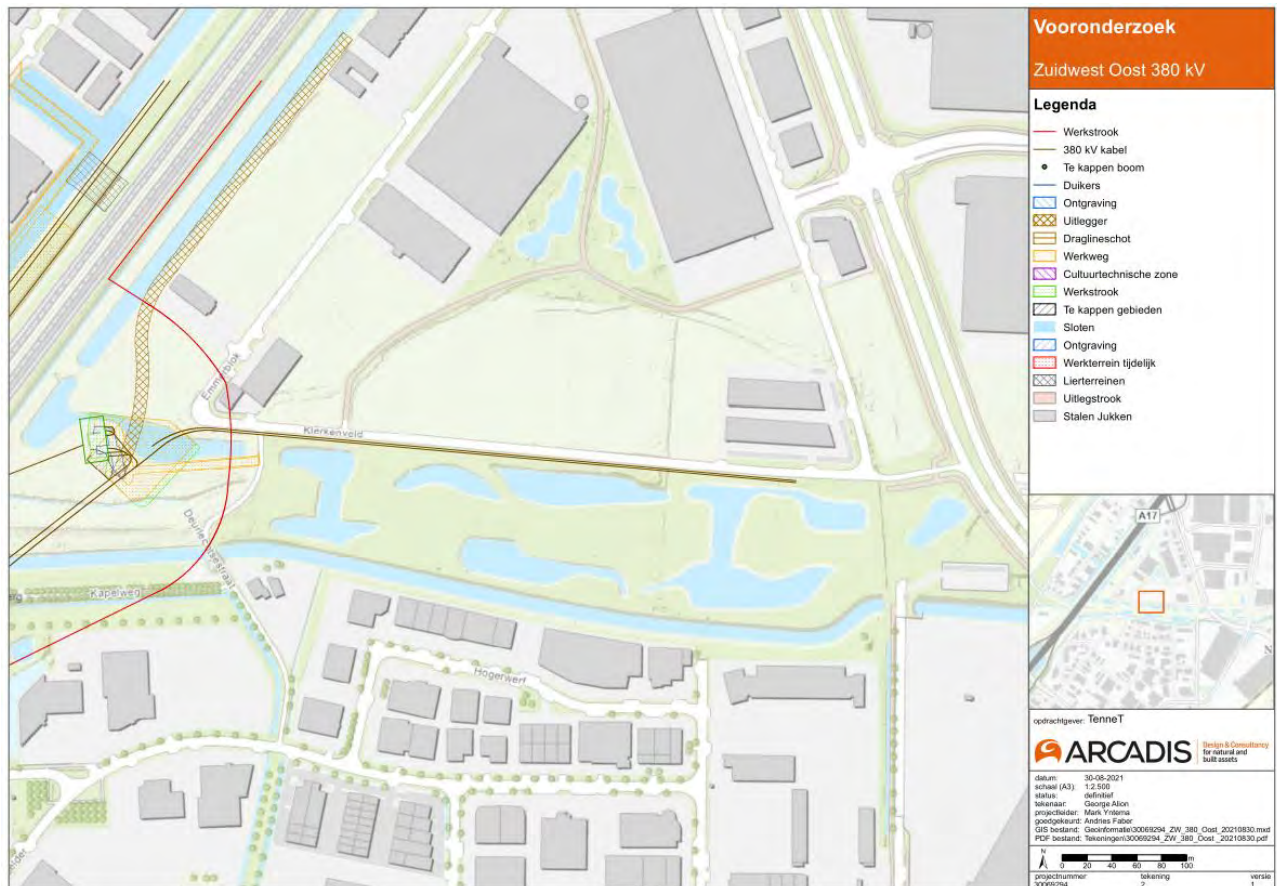 Vooronderzoek
Zuidwest Oost 380 kV
Legenda
Werkstrook
380 kV kabel
Te kappen boom
Duikers
Ontgraving
Uitlegger
Draglineschot
Werkweg
Cultuurtechnische zone
Werkstrook
Te kappen gebieden
Sloten
Ontgraving
Werkterrein tijdelijk
Lierterreinen
Uitlegstrook
Stalen Jukken
Emmerblok
Klerkenveld
Deurlechtsestraat
Kapelweg
Hogerwerf
A17
N
opdrachtgever: TenneT
ARCADIS
Design & Consultancy
for natural and
built assets
datum: 30-08-2021
schaal (A3): 1:2.500
status: definitief
tekenaar: George Alion
projectleider: Mark Yntema
goedgekeurd: Andries Faber
GIS bestand: Geoinformatie\30069294_ZW_380_Oost_20210830.mxd
PDF bestand: Tekeningen\30069294_ZW_380_Oost_20210830.pdf
N
0 20 40 60 80 100 m
projectnummer tekening versie
30069294 2 1